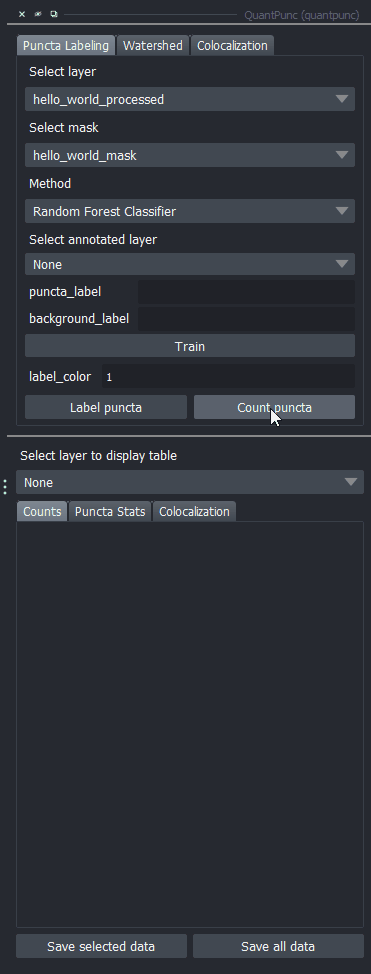 QuantPunc (quantpunc)
Puncta Labeling Watershed Colocalization
Select layer
hello_world_processed
Select mask
hello_world_mask
Method
Random Forest Classifier
Select annotated layer
None
puncta_label
background_label
Train
label_color 1
Label puncta Count puncta
Select layer to display table
None
Counts Puncta Stats Colocalization
Save selected data Save all data